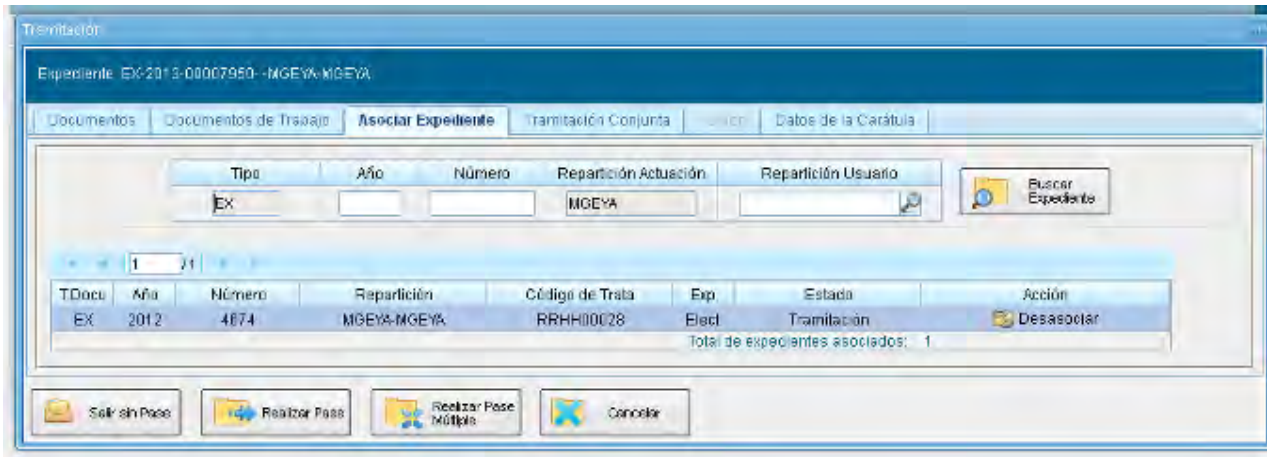 Tramitación
Expediente EX-2013-00007950- -MGEYA-MGEYA
Documentos Documentos de Trabajo Asociar Expediente Tramitación Conjunta Datos de la Carátula
Tipo Año Número Repartición Actuación Repartición Usuario
EX MGEYA Buscar Expediente
1 /1
TDocu Año Número Repartición Código de Trata Exp Estado Acción
EX 2012 4674 MGEYA-MGEYA RRHH00028 Elect Tramitación Desasociar
Total de expedientes asociados: 1
Salir sin Pase Realizar Pase Realizar Pase Múltiple Cancelar